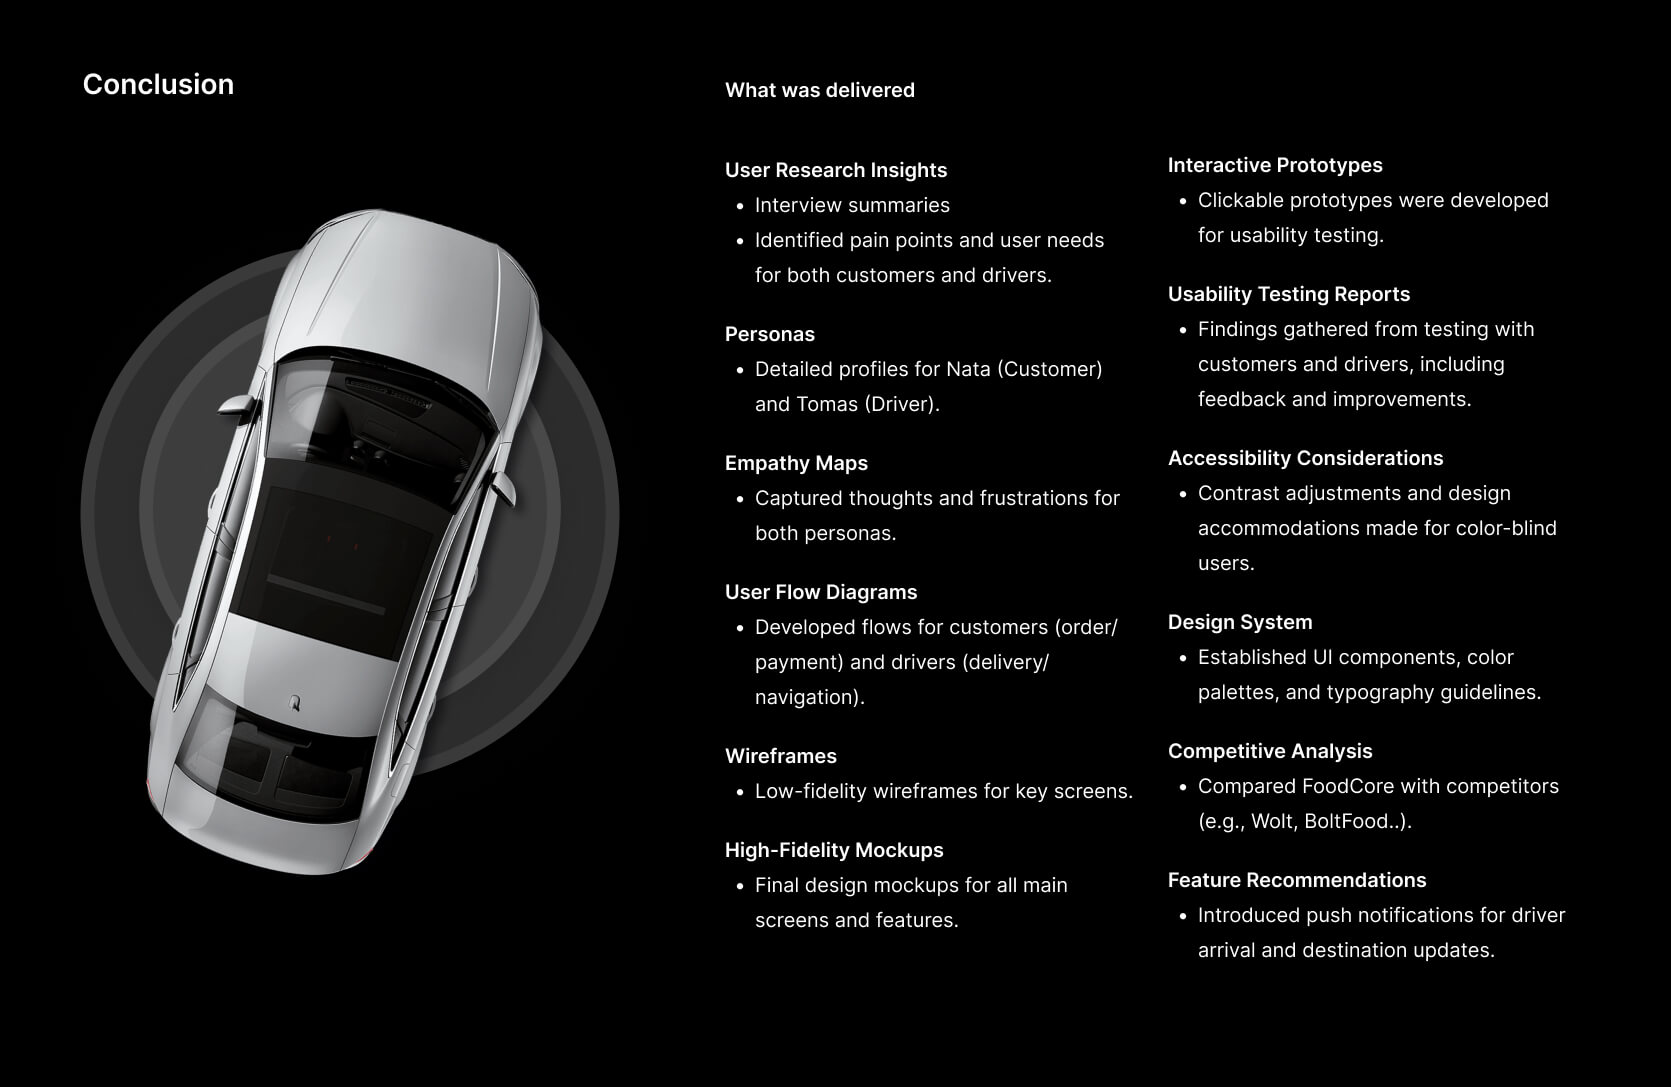 Conclusion
What was delivered
User Research Insights
• Interview summaries
• Identified pain points and user needs
for both customers and drivers.
Personas
• Detailed profiles for Nata (Customer)
and Tomas (Driver).
Empathy Maps
• Captured thoughts and frustrations for
both personas.
User Flow Diagrams
• Developed flows for customers (order/
payment) and drivers (delivery/
navigation).
Wireframes
• Low-fidelity wireframes for key screens.
High-Fidelity Mockups
• Final design mockups for all main
screens and features.
Interactive Prototypes
• Clickable prototypes were developed
for usability testing.
Usability Testing Reports
• Findings gathered from testing with
customers and drivers, including
feedback and improvements.
Accessibility Considerations
• Contrast adjustments and design
accommodations made for color-blind
users.
Design System
• Established UI components, color
palettes, and typography guidelines.
Competitive Analysis
• Compared FoodCore with competitors
(e.g., Wolt, BoltFood..).
Feature Recommendations
• Introduced push notifications for driver
arrival and destination updates.